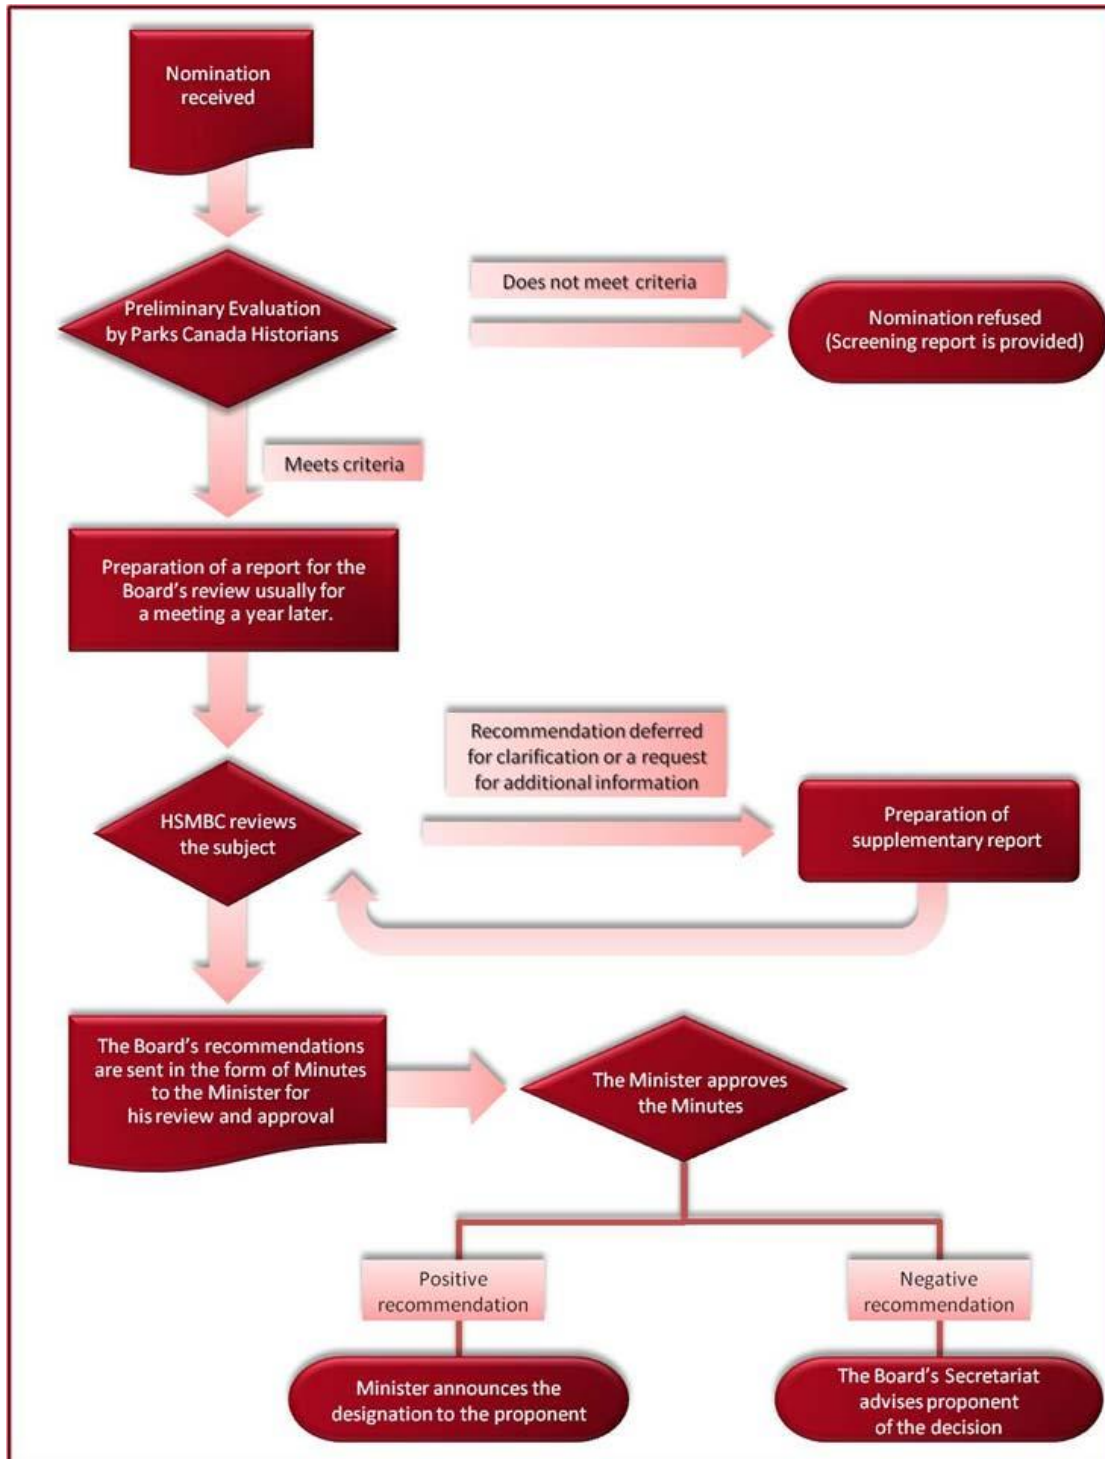 Nomination
received
Preliminary Evaluation
by Parks Canada Historians
Does not meet criteria
Nomination refused
(Screening report is provided)
Meets criteria
Preparation of a report for the
Board's review usually for
a meeting a year later.
HSMBC reviews
the subject
Recommendation deferred
for clarification or a request
for additional information
Preparation of
supplementary report
The Board's recommendations
are sent in the form of Minutes
to the Minister for
his review and approval
The Minister approves
the Minutes
Positive
recommendation
Negative
recommendation
Minister announces the
designation to the proponent
The Board's Secretariat
advises proponent
of the decision